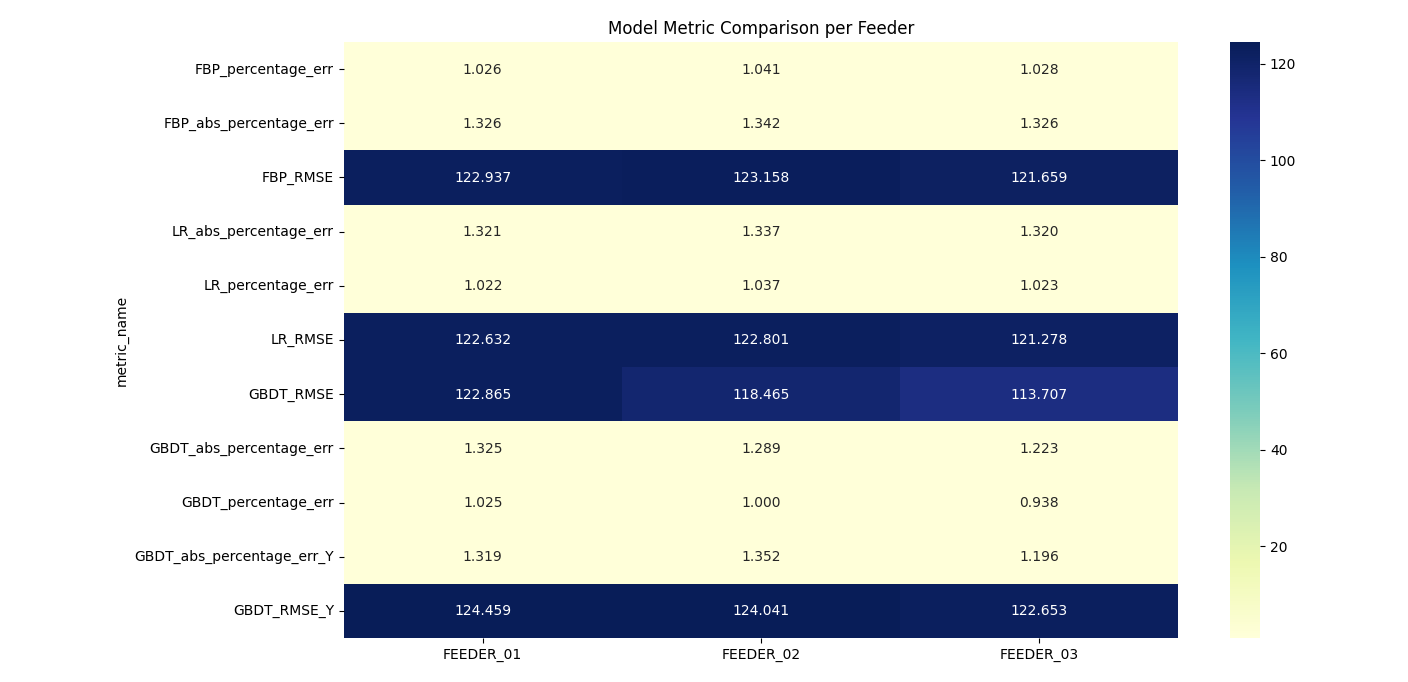 Model Metric Comparison per Feeder
metric_name
FBP_percentage_err 1.026 1.041 1.028
FBP_abs_percentage_err 1.326 1.342 1.326
FBP_RMSE 122.937 123.158 121.659
LR_abs_percentage_err 1.321 1.337 1.320
LR_percentage_err 1.022 1.037 1.023
LR_RMSE 122.632 122.801 121.278
GBDT_RMSE 122.865 118.465 113.707
GBDT_abs_percentage_err 1.325 1.289 1.223
GBDT_percentage_err 1.025 1.000 0.938
GBDT_abs_percentage_err_Y 1.319 1.352 1.196
GBDT_RMSE_Y 124.459 124.041 122.653
FEEDER_01 FEEDER_02 FEEDER_03
120
100
80
60
40
20